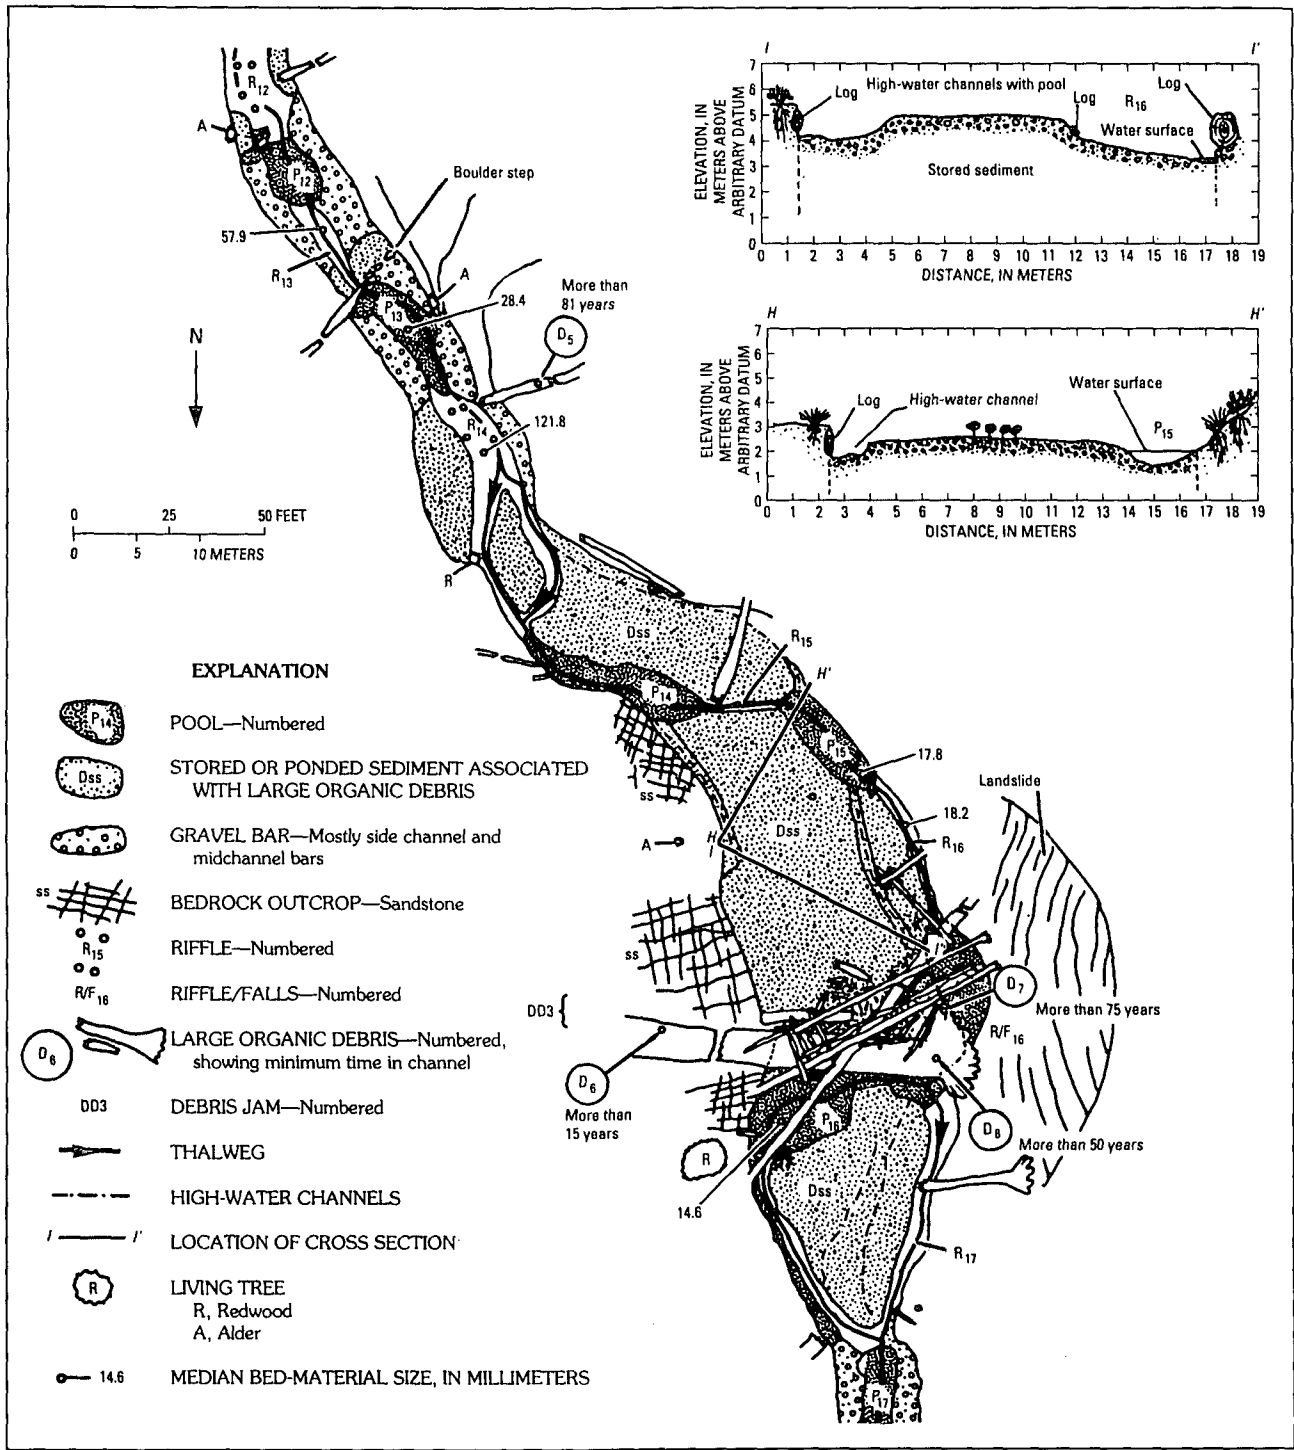 R12
A
P12
Boulder step
57.9
R13
A
P13
28.4
More than
81 years
D5
N
R14
121.8
0 25 50 FEET
0 5 10 METERS
R
Dss
R15
H'
P14
P15
17.8
ss
Landslide
18.2
Dss
H
I
A
R16
ss
D7
DD3 {
More than 75 years
R/F16
D6
More than
15 years
P16
D8
More than 50 years
R
Dss
14.6
R17
P17
I I'
ELEVATION, IN
METERS ABOVE
ARBITRARY DATUM
7
6
5
4
3
2
1
0
Log
High-water channels with pool
Log
R16
Log
Water surface
Stored sediment
0 1 2 3 4 5 6 7 8 9 10 11 12 13 14 15 16 17 18 19
DISTANCE, IN METERS
H H'
ELEVATION, IN
METERS ABOVE
ARBITRARY DATUM
7
6
5
4
3
2
1
0
Log
High-water channel
Water surface
P15
0 1 2 3 4 5 6 7 8 9 10 11 12 13 14 15 16 17 18 19
DISTANCE, IN METERS
EXPLANATION
P14 POOL—Numbered
Dss STORED OR PONDED SEDIMENT ASSOCIATED
WITH LARGE ORGANIC DEBRIS
GRAVEL BAR—Mostly side channel and
midchannel bars
ss BEDROCK OUTCROP—Sandstone
R15 RIFFLE—Numbered
R/F16 RIFFLE/FALLS—Numbered
D6 LARGE ORGANIC DEBRIS—Numbered,
showing minimum time in channel
DD3 DEBRIS JAM—Numbered
THALWEG
HIGH-WATER CHANNELS
I I' LOCATION OF CROSS SECTION
R LIVING TREE
R, Redwood
A, Alder
14.6 MEDIAN BED-MATERIAL SIZE, IN MILLIMETERS